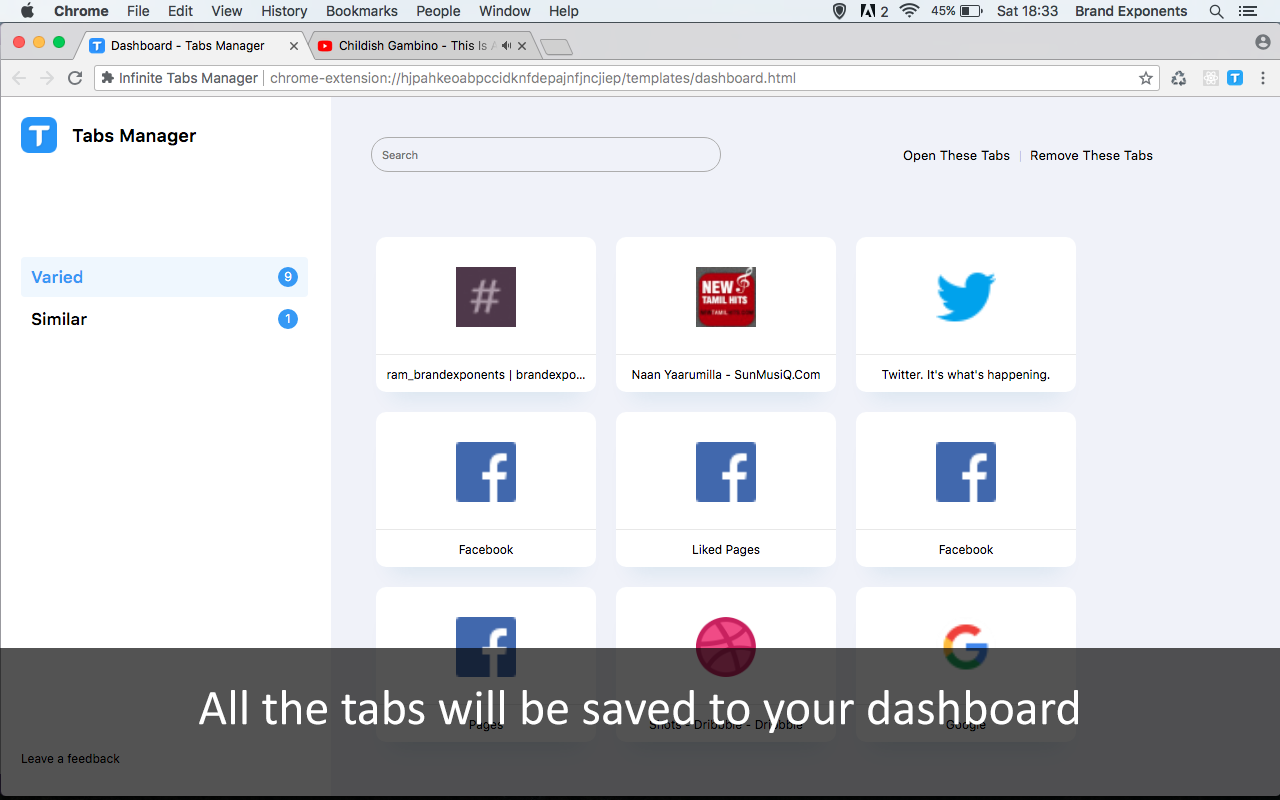 Chrome File Edit View History Bookmarks People Window Help 2 45% Sat 18:33 Brand Exponents
Dashboard - Tabs Manager Childish Gambino - This Is A
Infinite Tabs Manager chrome-extension://hjpahkeoabpccidknfdepajnfjncjiep/templates/dashboard.html
T Tabs Manager
Search Open These Tabs | Remove These Tabs
Varied 9
Similar 1
#
NEW
TAMIL HITS
ram_brandexponents | brandexpo...
Naan Yaarumilla - SunMusiQ.Com
Twitter. It's what's happening.
Facebook
Liked Pages
Facebook
Pages
Shots - Dribbble - Dribbble
Google
All the tabs will be saved to your dashboard
Leave a feedback